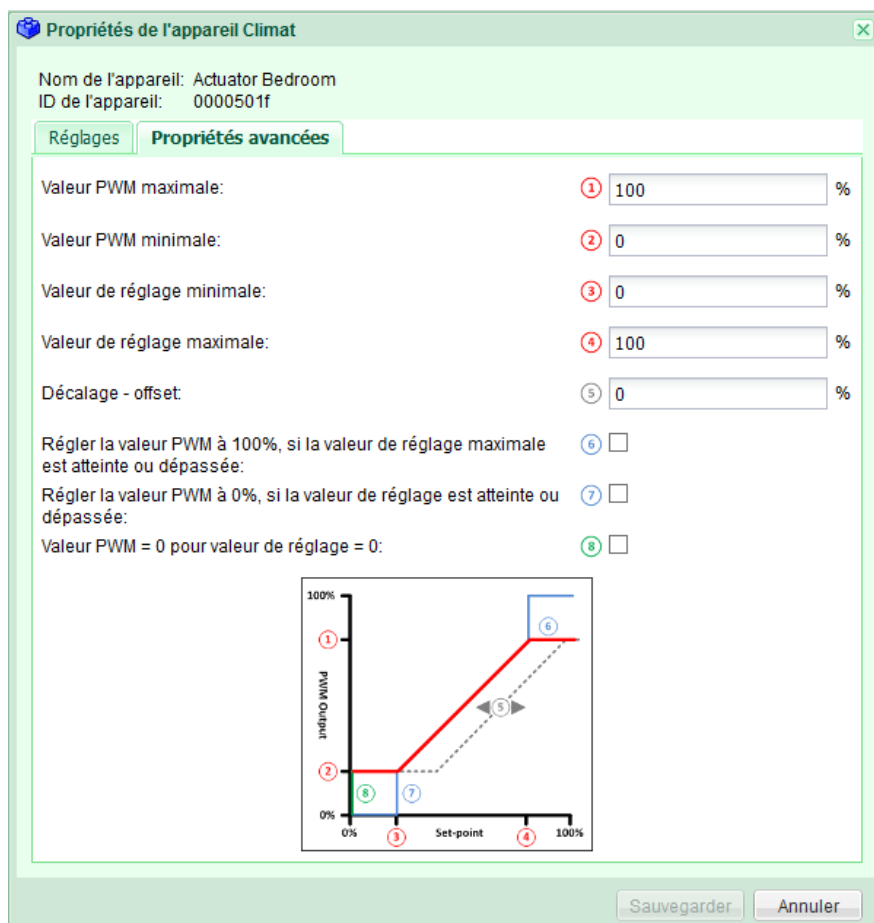 Propriétés de l'appareil Climat
Nom de l'appareil: Actuator Bedroom
ID de l'appareil: 0000501f
Réglages Propriétés avancées
Valeur PWM maximale: 1 100 %
Valeur PWM minimale: 2 0 %
Valeur de réglage minimale: 3 0 %
Valeur de réglage maximale: 4 100 %
Décalage - offset: 5 0 %
Régler la valeur PWM à 100%, si la valeur de réglage maximale 6
est atteinte ou dépassée:
Régler la valeur PWM à 0%, si la valeur de réglage est atteinte ou 7
dépassée:
Valeur PWM = 0 pour valeur de réglage = 0: 8
100%
1 6
PWM Output
5
2
8 7
0%
0% 3 Set-point 4 100%
Sauvegarder Annuler